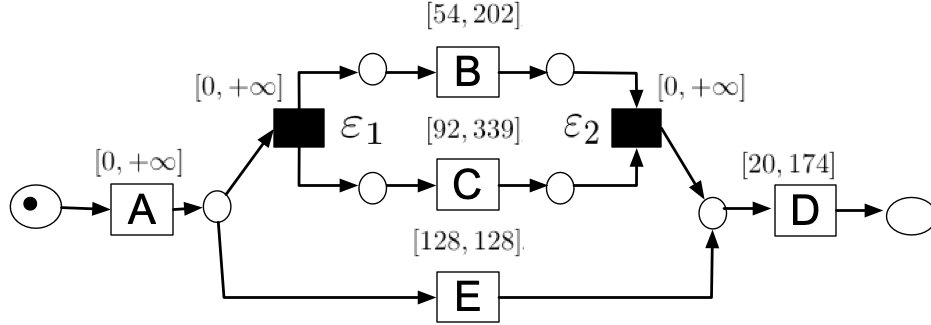 [54, 202]
B
[0, +∞]
[0, +∞]
ε1
[92, 339]
ε2
[0, +∞]
C
[20, 174]
A
D
[128, 128]
E